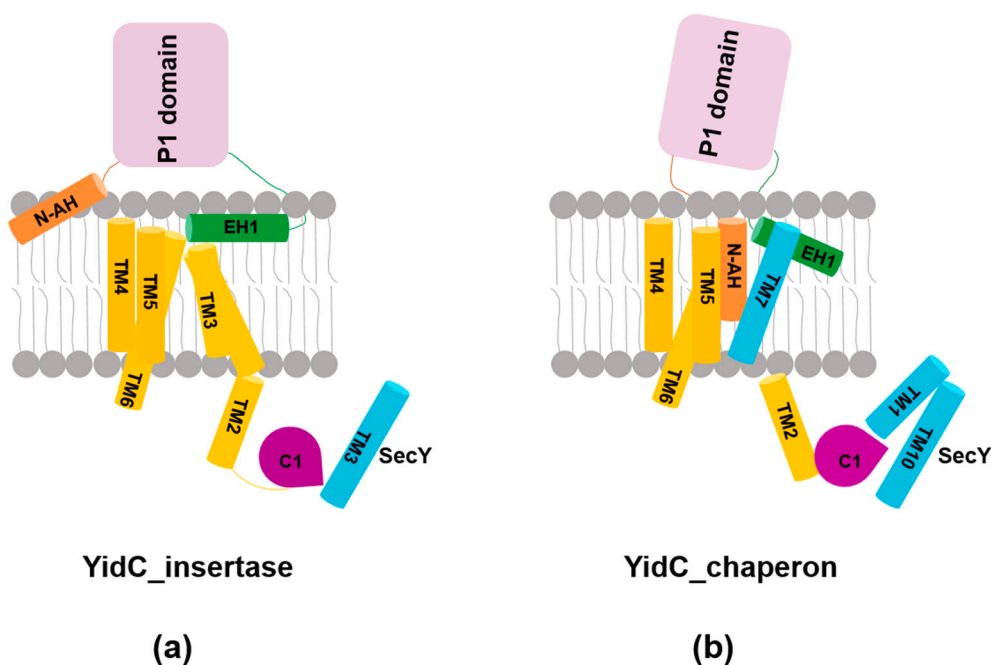 P1 domain
N-AH
EH1
TM4
TM5
TM3
TM6
TM2
C1
TM3
SecY
YidC_insertase
(a)
P1 domain
TM4
TM5
N-AH
TM7
EH1
TM6
TM2
C1
TM1
TM10
SecY
YidC_chaperon
(b)